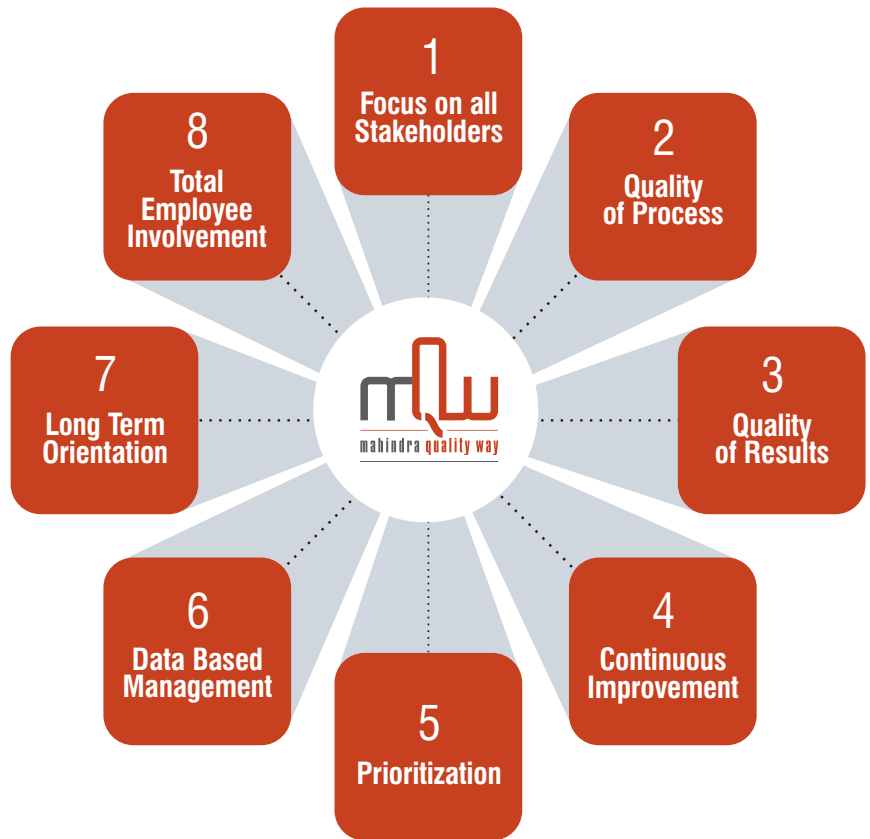 1
Focus on all
Stakeholders
2
Quality
of Process
3
Quality
of Results
4
Continuous
Improvement
5
Prioritization
6
Data Based
Management
7
Long Term
Orientation
8
Total
Employee
Involvement
mQw
mahindra quality way